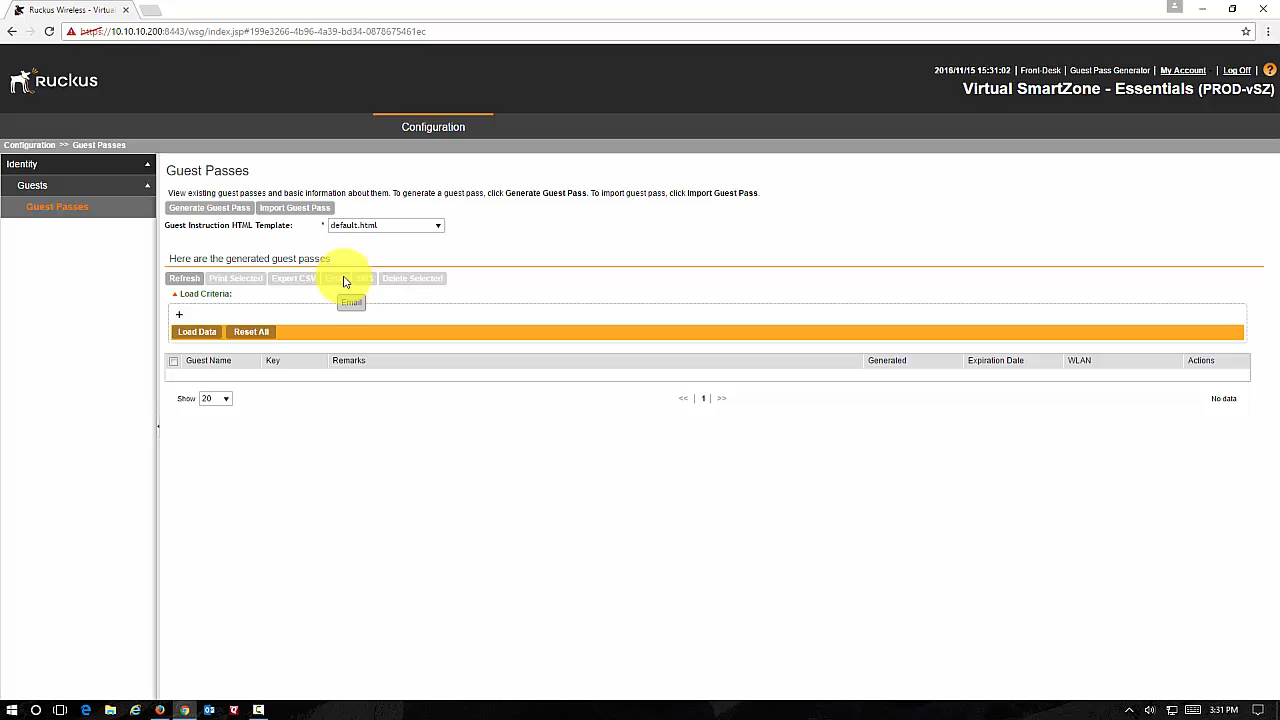 Ruckus Wireless - Virtual
https://10.10.10.200:8443/wsg/index.jsp#199e3266-4b96-4a39-bd34-0878675461ec
RUCKUS
2016/11/15 15:31:02 | Front-Desk | Guest Pass Generator | My Account | Log Off | ?
Virtual SmartZone - Essentials (PROD-vSZ)
Configuration
Configuration >> Guest Passes
Identity
Guests
Guest Passes
Guest Passes
View existing guest passes and basic information about them. To generate a guest pass, click Generate Guest Pass. To import guest pass, click Import Guest Pass.
Generate Guest Pass Import Guest Pass
Guest Instruction HTML Template: * default.html
Here are the generated guest passes
Refresh Print Selected Export CSV Delete Selected
Load Criteria:
Email
+
Load Data Reset All
Guest Name Key Remarks Generated Expiration Date WLAN Actions
Show 20 << | 1 | >> No data
3:31 PM